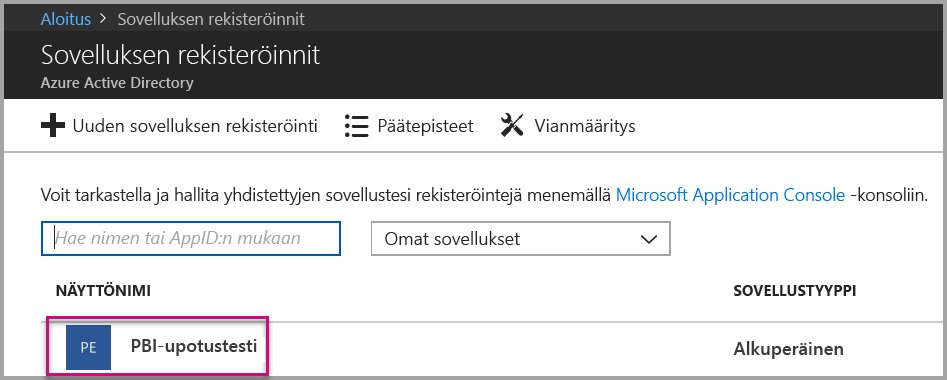 Aloitus > Sovelluksen rekisteröinnit
Sovelluksen rekisteröinnit
Azure Active Directory
Uuden sovelluksen rekisteröinti Päätepisteet Vianmääritys
Voit tarkastella ja hallita yhdistettyjen sovellustesi rekisteröintejä menemällä Microsoft Application Console -konsoliin.
Hae nimen tai AppID:n mukaan Omat sovellukset
NÄYTTÖNIMI SOVELLUSTYYPPI
PE PBI-upotustesti Alkuperäinen